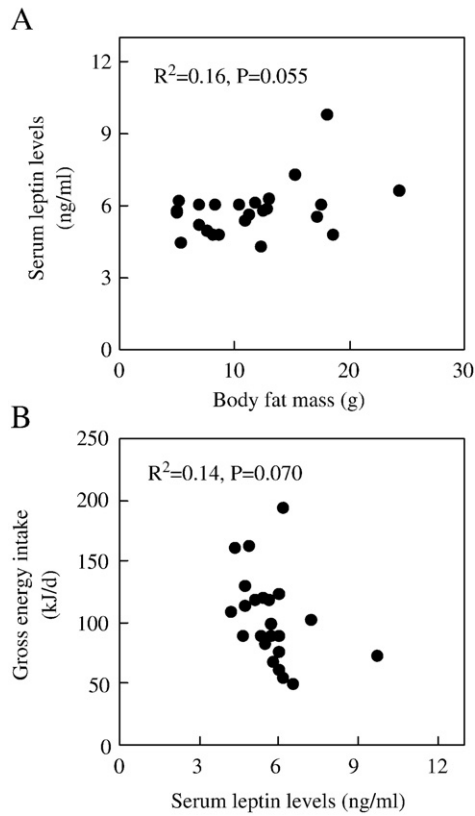 A
R²=0.16, P=0.055
Serum leptin levels
(ng/ml)
12
9
6
3
0
0
10
20
30
Body fat mass (g)
B
R²=0.14, P=0.070
Gross energy intake
(kJ/d)
250
200
150
100
50
0
0
3
6
9
12
Serum leptin levels (ng/ml)